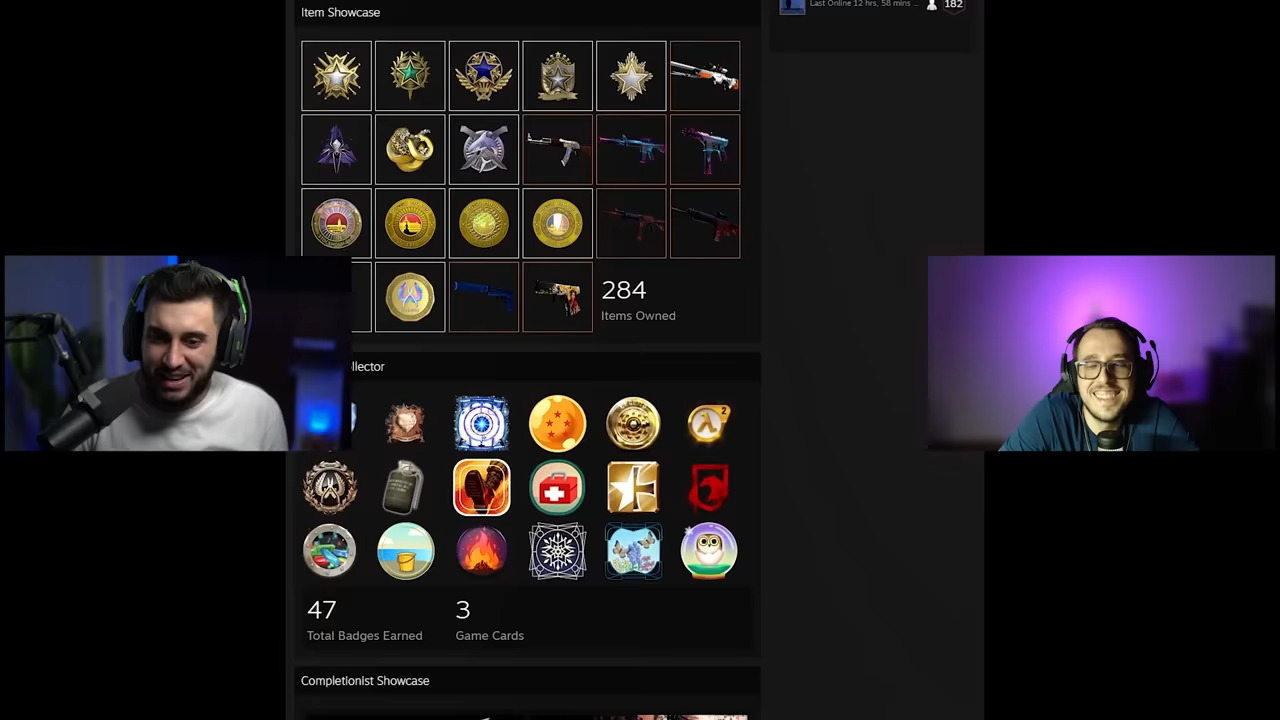 Item Showcase
Last Online 12 hrs, 58 mins ...
182
284
Items Owned
llector
2
47
Total Badges Earned
3
Game Cards
Completionist Showcase